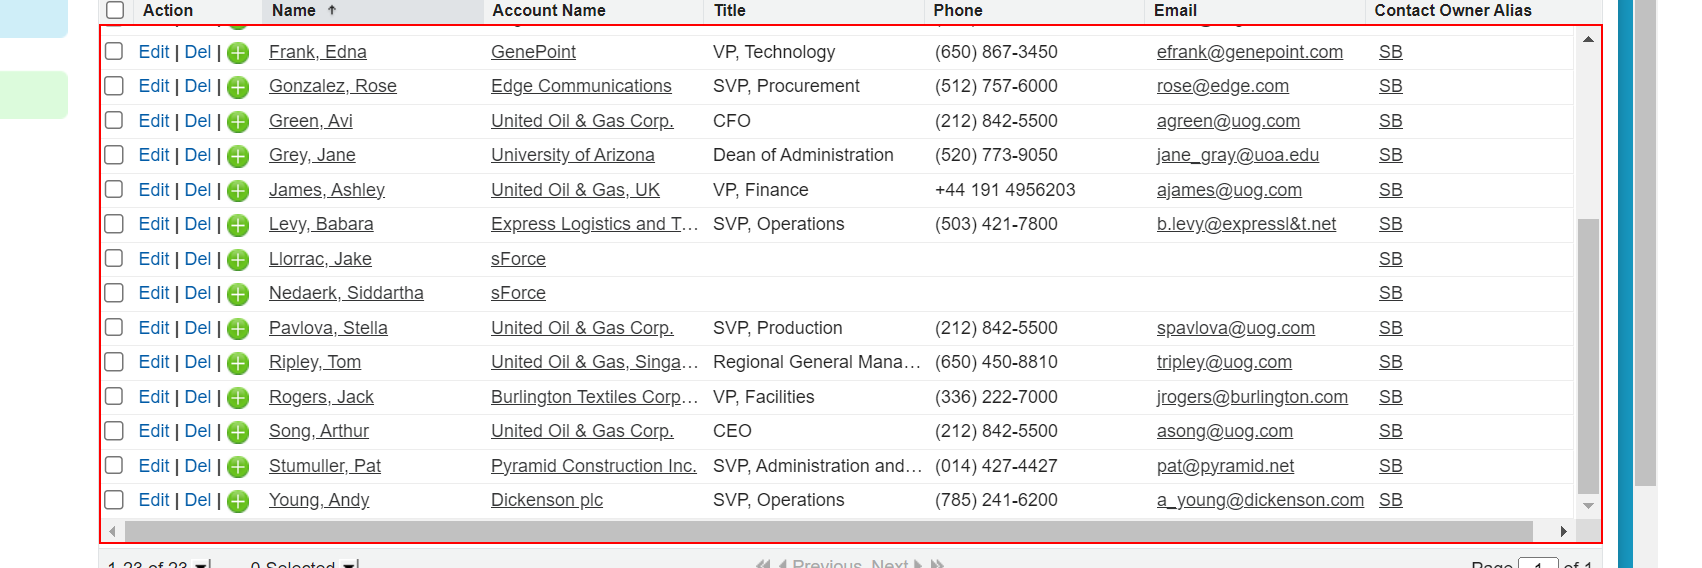 Action Name ↑ Account Name Title Phone Email Contact Owner Alias
Edit | Del | Frank, Edna GenePoint VP, Technology (650) 867-3450 efrank@genepoint.com SB
Edit | Del | Gonzalez, Rose Edge Communications SVP, Procurement (512) 757-6000 rose@edge.com SB
Edit | Del | Green, Avi United Oil & Gas Corp. CFO (212) 842-5500 agreen@uog.com SB
Edit | Del | Grey, Jane University of Arizona Dean of Administration (520) 773-9050 jane_gray@uoa.edu SB
Edit | Del | James, Ashley United Oil & Gas, UK VP, Finance +44 191 4956203 ajames@uog.com SB
Edit | Del | Levy, Babara Express Logistics and T... SVP, Operations (503) 421-7800 b.levy@expressl&t.net SB
Edit | Del | Llorrac, Jake sForce SB
Edit | Del | Nedaerk, Siddartha sForce SB
Edit | Del | Pavlova, Stella United Oil & Gas Corp. SVP, Production (212) 842-5500 spavlova@uog.com SB
Edit | Del | Ripley, Tom United Oil & Gas, Singa... Regional General Mana... (650) 450-8810 tripley@uog.com SB
Edit | Del | Rogers, Jack Burlington Textiles Corp... VP, Facilities (336) 222-7000 jrogers@burlington.com SB
Edit | Del | Song, Arthur United Oil & Gas Corp. CEO (212) 842-5500 asong@uog.com SB
Edit | Del | Stumuller, Pat Pyramid Construction Inc. SVP, Administration and... (014) 427-4427 pat@pyramid.net SB
Edit | Del | Young, Andy Dickenson plc SVP, Operations (785) 241-6200 a_young@dickenson.com SB
1-23 of 23 0 Selected Previous Next Page 1 of 1